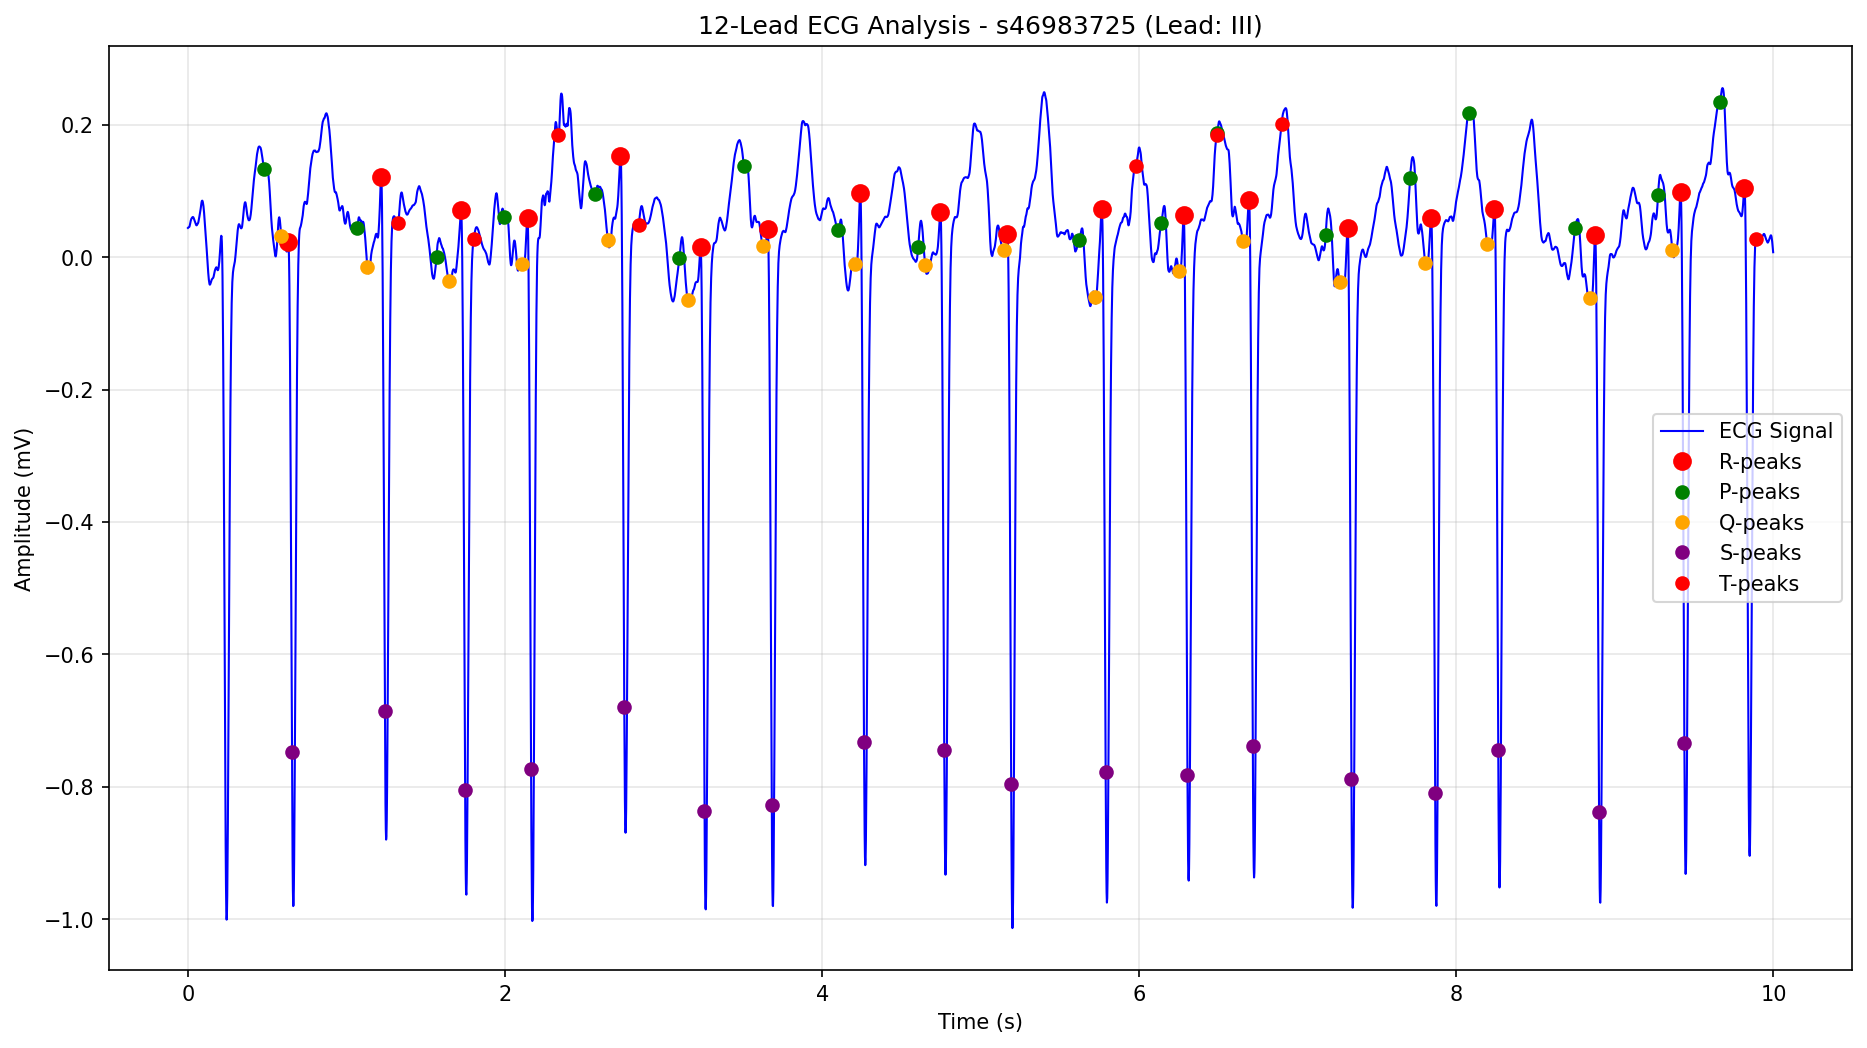 12-Lead ECG Analysis - s46983725 (Lead: III)
Amplitude (mV)
0.2
0.0
−0.2
−0.4
−0.6
−0.8
−1.0
ECG Signal
R-peaks
P-peaks
Q-peaks
S-peaks
T-peaks
0 2 4 6 8 10
Time (s)